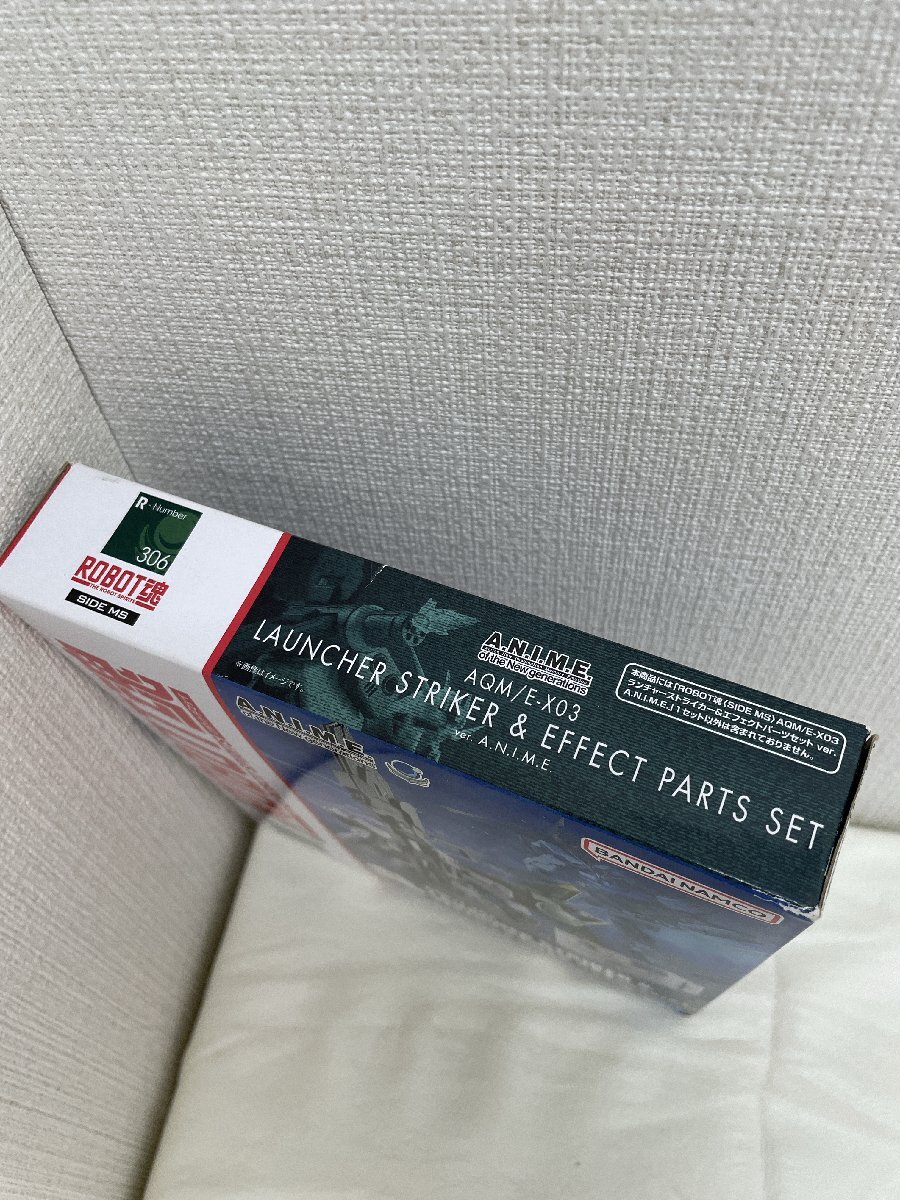 R - Number
306
ROBOT魂
THE ROBOT SPIRITS
SIDE MS
※画像はイメージです。
A.N.I.M.E.
of the New generations
AQM/E-X03
LAUNCHER STRIKER & EFFECT PARTS SET
ver. A.N.I.M.E.
本商品には「ROBOT魂〈SIDE MS〉AQM/E-X03
ランチャーストライカー&エフェクトパーツセット ver.
A.N.I.M.E.」1セット以外は含まれておりません。
A.N.I.M.E.
BANDAI NAMCO